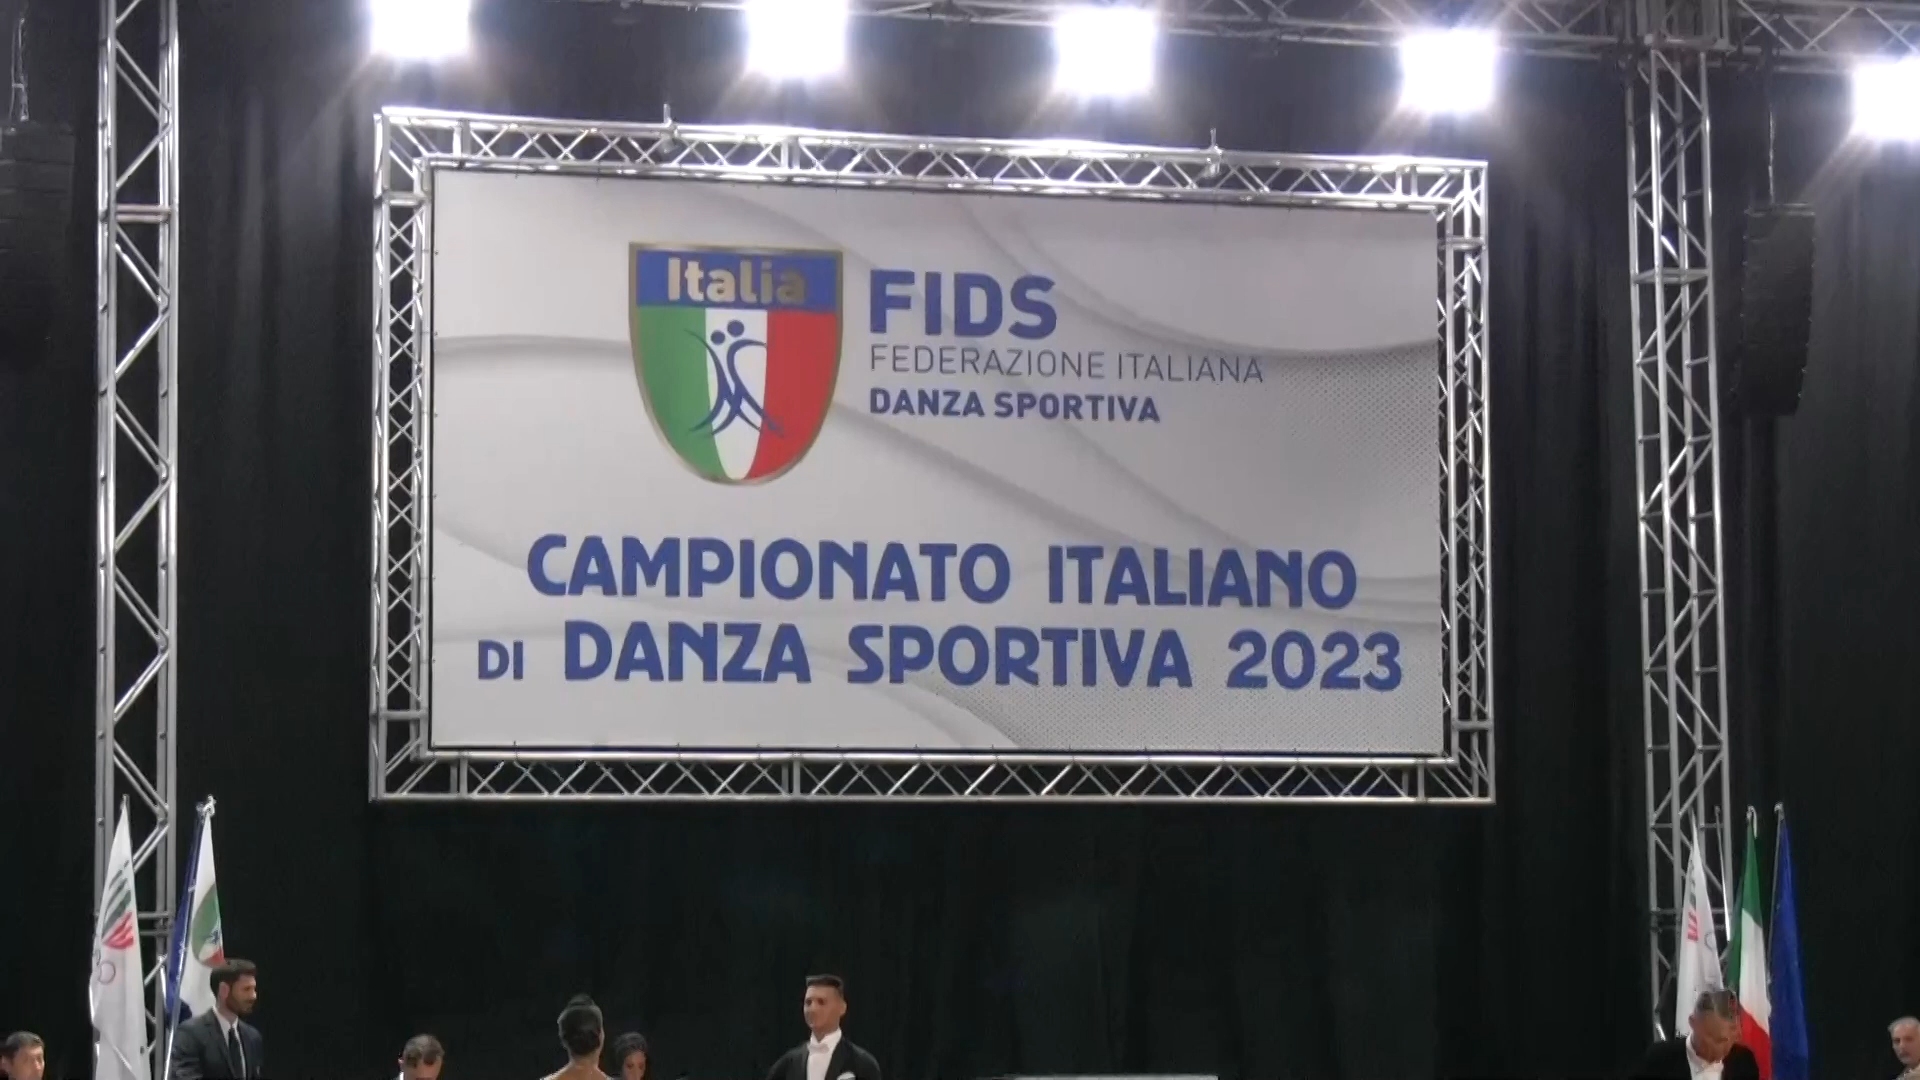 Italia
FIDS
FEDERAZIONE ITALIANA
DANZA SPORTIVA
CAMPIONATO ITALIANO
DI DANZA SPORTIVA 2023